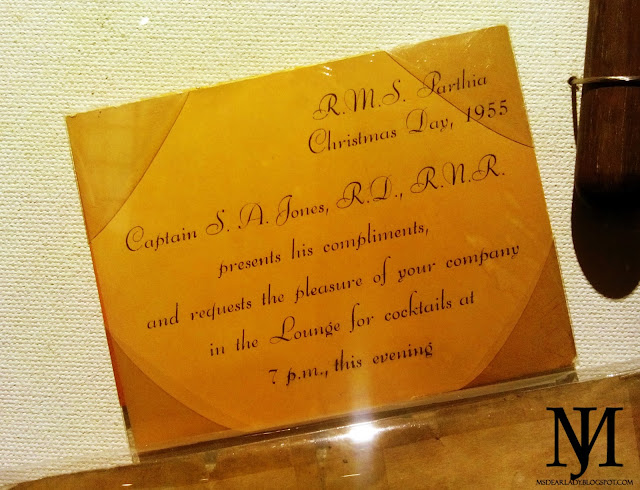 R.M.S. Parthia
Christmas Day, 1955
Captain S. A. Jones, R.D., R.N.R.
presents his compliments,
and requests the pleasure of your company
in the Lounge for cocktails at
7 p.m., this evening
MJ
MSDEARLADY.BLOGSPOT.COM